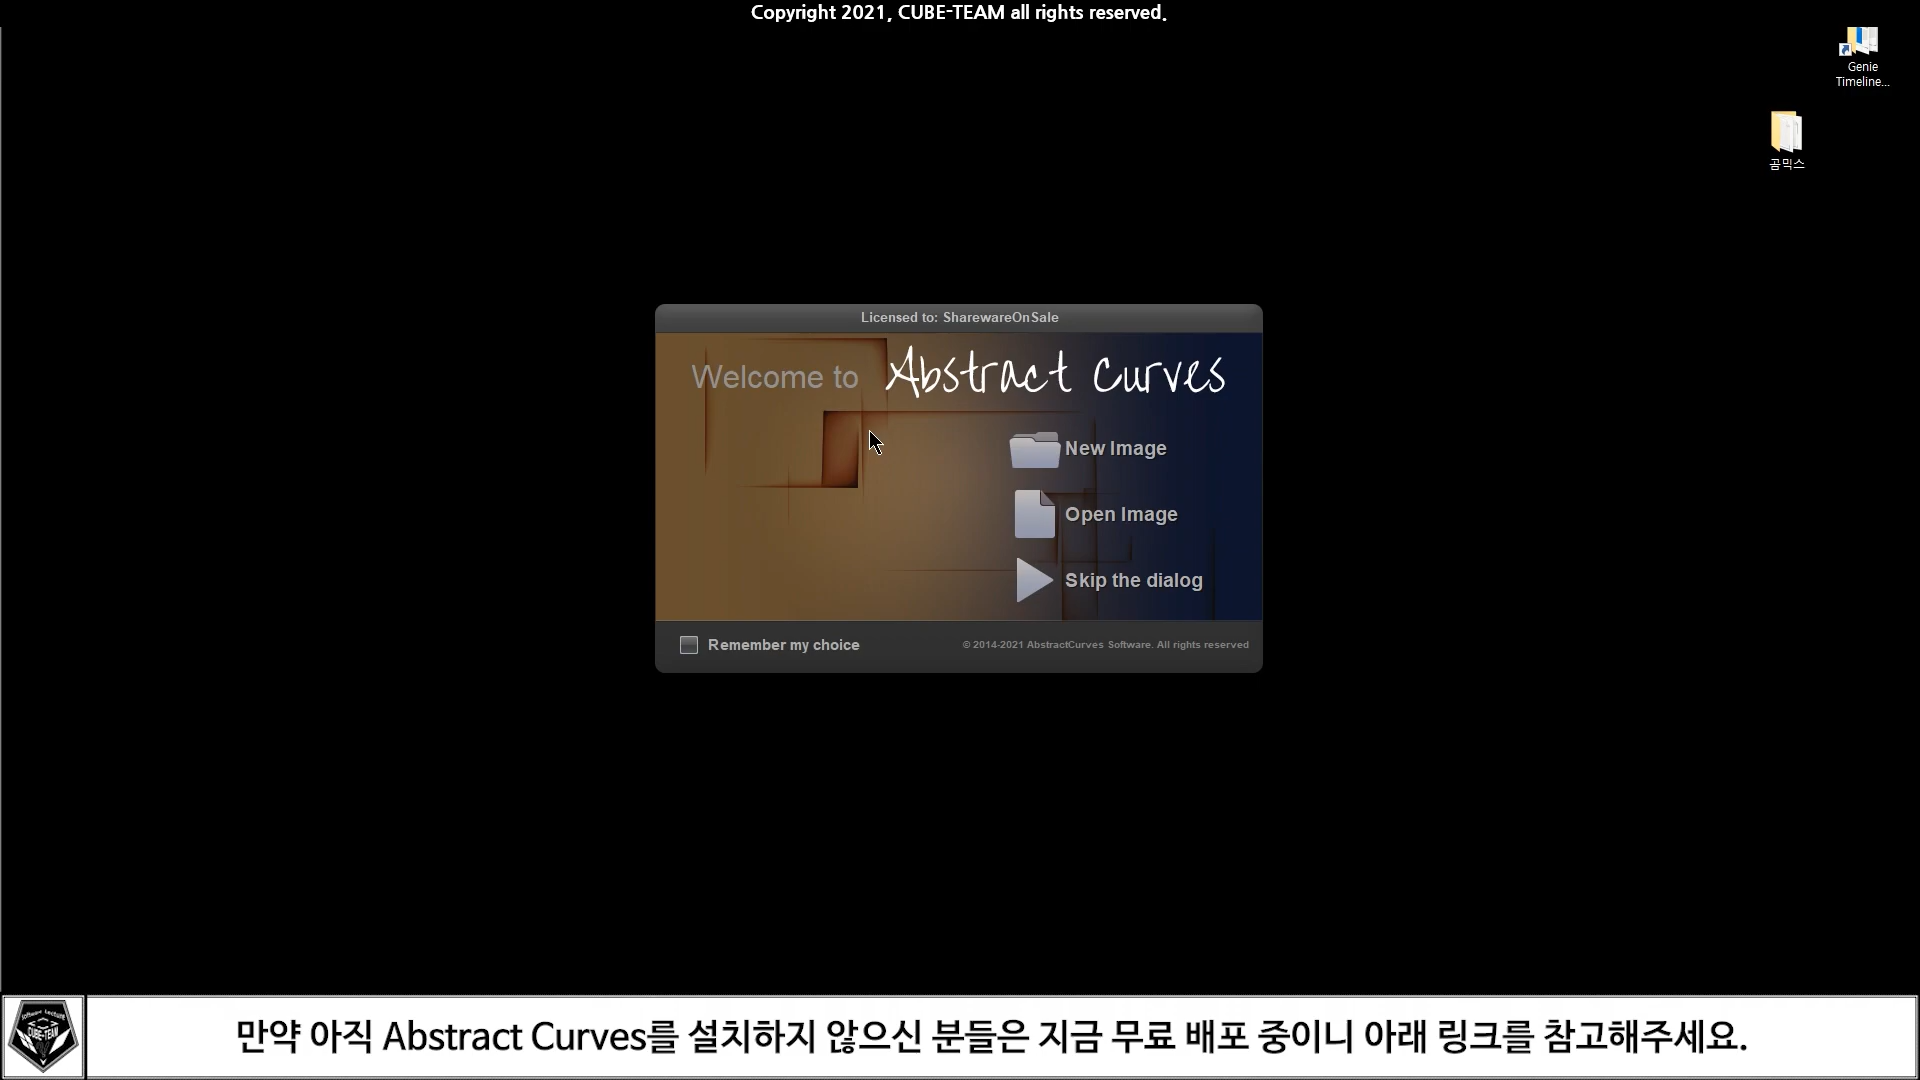 Copyright 2021, CUBE-TEAM all rights reserved.
Genie
Timeline...
곰믹스
Licensed to: SharewareOnSale
Welcome to Abstract Curves
New Image
Open Image
Skip the dialog
Remember my choice
© 2014-2021 AbstractCurves Software. All rights reserved
Software Lecture
CUBE-TEAM
만약 아직 Abstract Curves를 설치하지 않으신 분들은 지금 무료 배포 중이니 아래 링크를 참고해주세요.